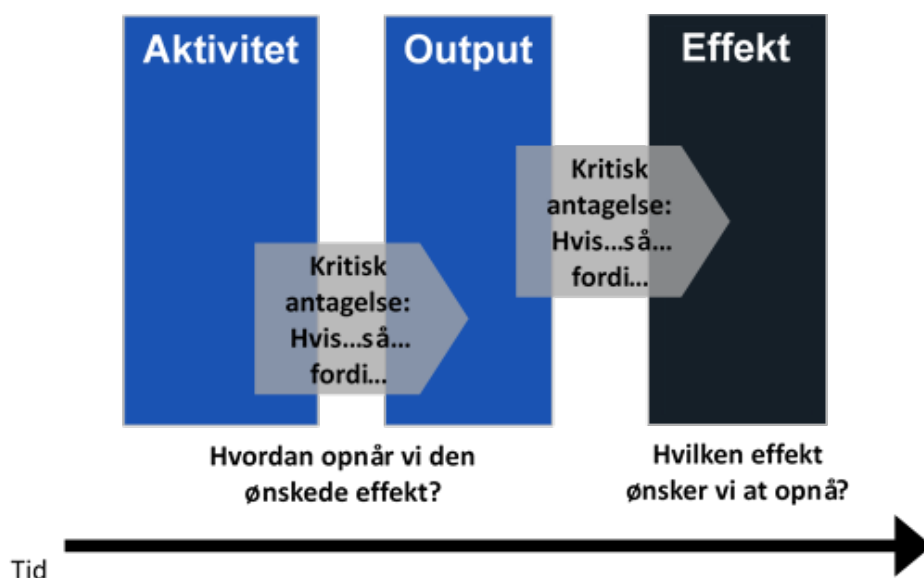 Aktivitet
Output
Effekt
Kritisk
antagelse:
Hvis...så...
fordi...
Kritisk
antagelse:
Hvis...så...
fordi...
Hvordan opnår vi den
ønskede effekt?
Hvilken effekt
ønsker vi at opnå?
Tid